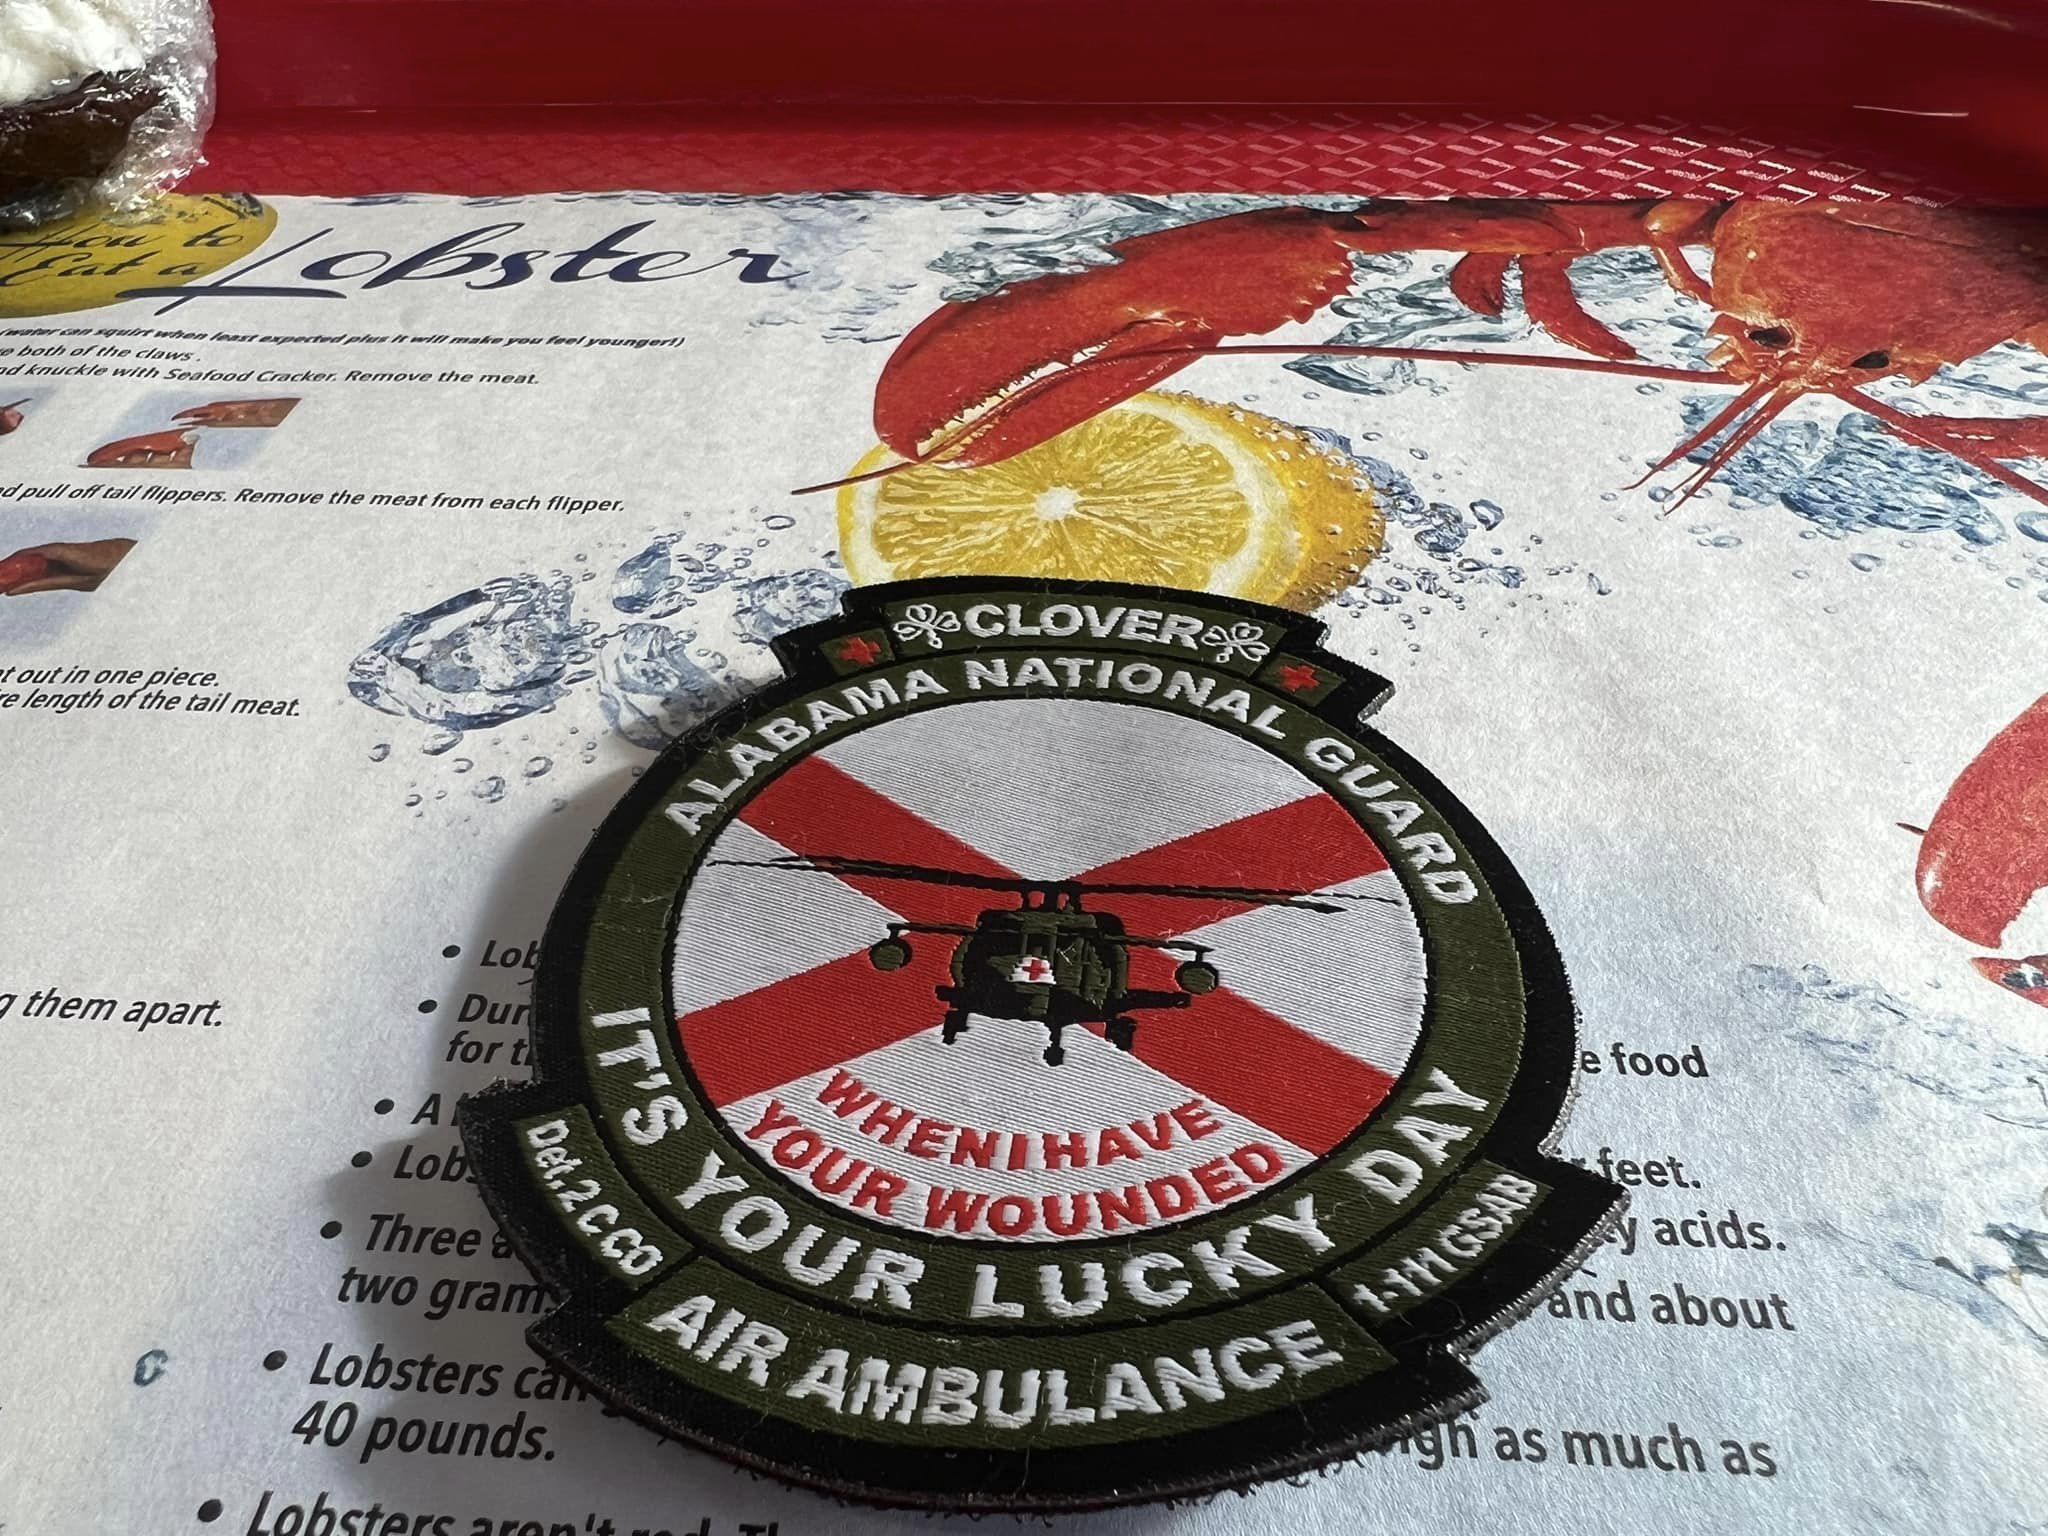 How to
Eat a
Lobster
(water can squirt when least expected plus it will make you feel younger!)
both of the claws.
knuckle with Seafood Cracker. Remove the meat.
pull off tail flippers. Remove the meat from each flipper.
out in one piece.
length of the tail meat.
them apart.
CLOVER
ALABAMA NATIONAL GUARD
WHEN I HAVE
YOUR WOUNDED
IT'S YOUR LUCKY DAY
Det.2 C CO
1-111 GSAB
AIR AMBULANCE
food
• A
feet.
• Three
acids.
two
and about
• Lobsters can
40 pounds.
as much as
• Lobsters aren't red.